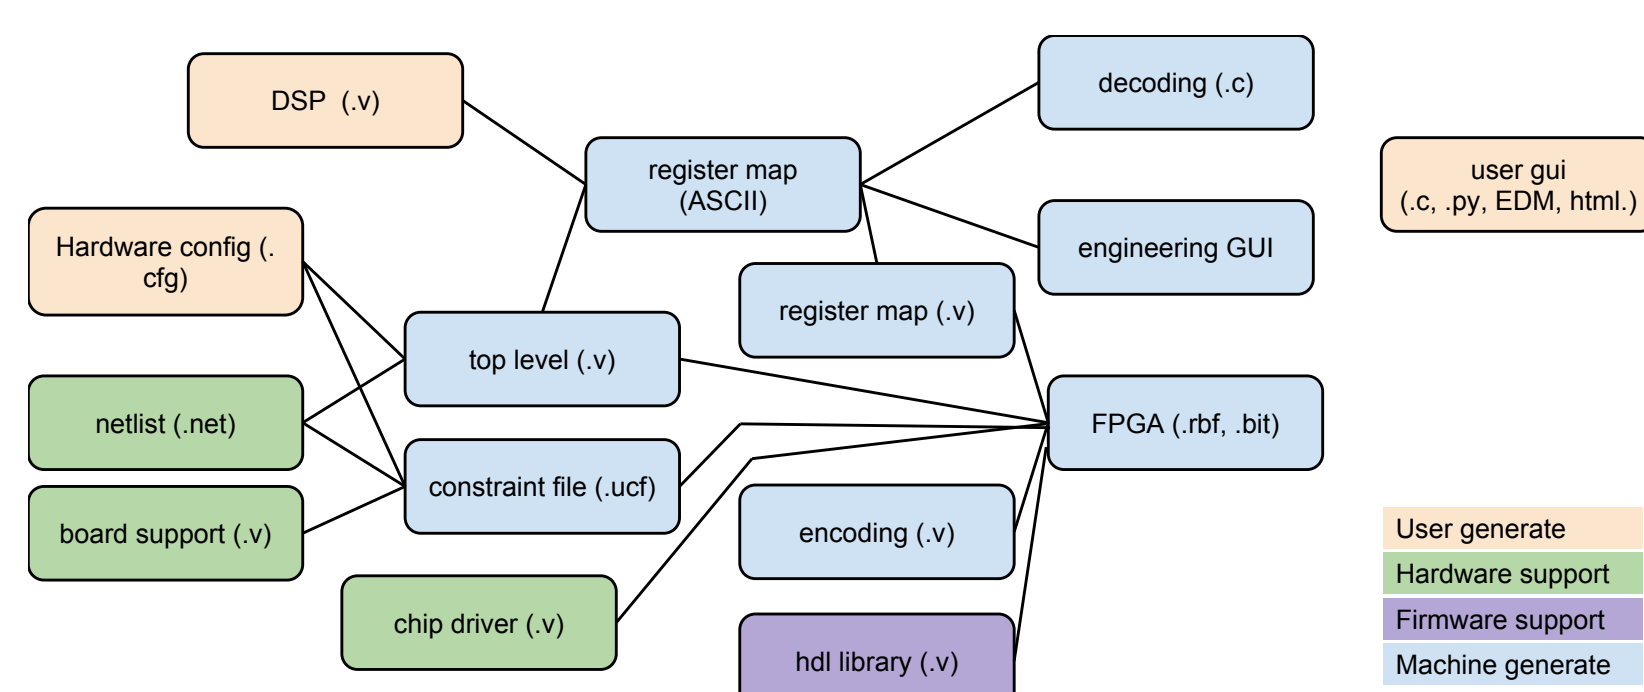 decoding (.c)
DSP  (.v)
register map
(ASCII)
user gui
(.c, .py, EDM, html.)
Hardware config (.
cfg)
engineering GUI
register map (.v)
top level (.v)
netlist (.net)
FPGA (.rbf, .bit)
constraint file (.ucf)
board support (.v)
encoding (.v)
chip driver (.v)
hdl library (.v)
User generate
Hardware support
Firmware support
Machine generate